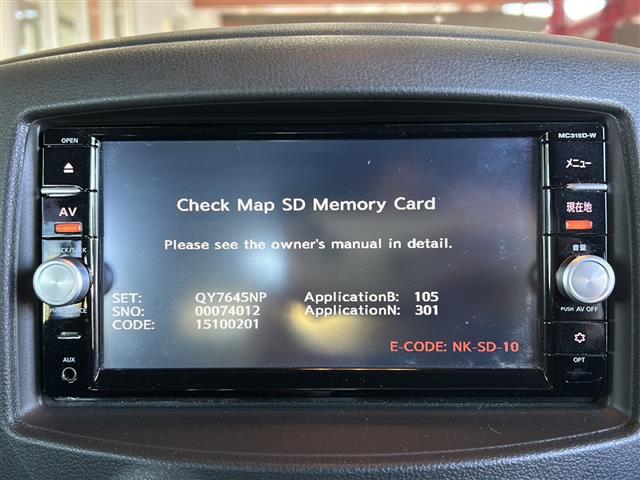 OPEN
MC315D-W
メニュー
AV
現在地
TRACK/SEEK
音量
PUSH AV OFF
AUX
OPT
Check Map SD Memory Card
Please see the owner's manual in detail.
SET: QY7645NP ApplicationB: 105
SNO: 00074012 ApplicationN: 301
CODE: 15100201
E-CODE: NK-SD-10